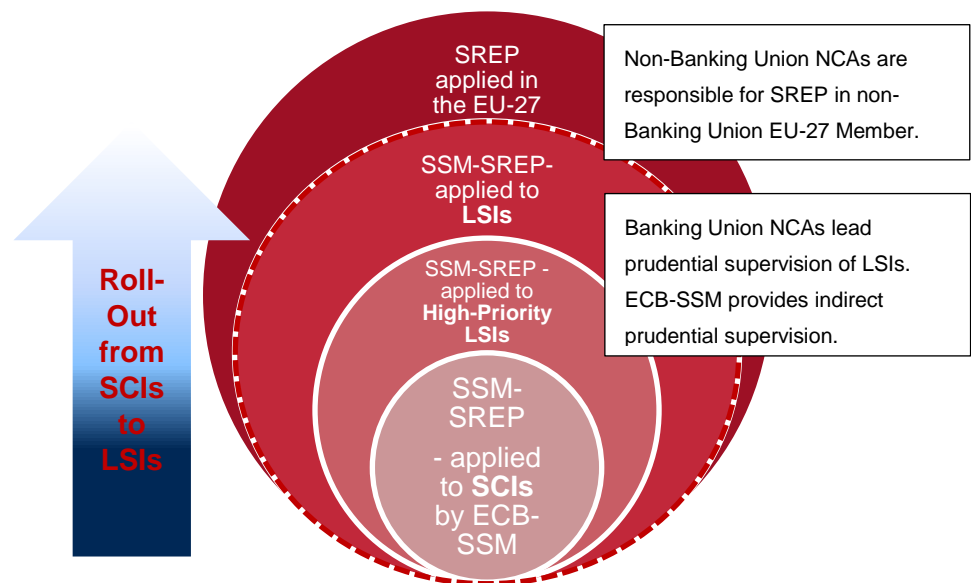 SREP
applied in
the EU-27
Non-Banking Union NCAs are
responsible for SREP in non-
Banking Union EU-27 Member.
SSM-SREP-
applied to
LSIs
Banking Union NCAs lead
prudential supervision of LSIs.
ECB-SSM provides indirect
prudential supervision.
SSM-SREP -
applied to
High-Priority
LSIs
SSM-
SREP
- applied
to SCIs
by ECB-
SSM
Roll-
Out
from
SCIs
to
LSIs